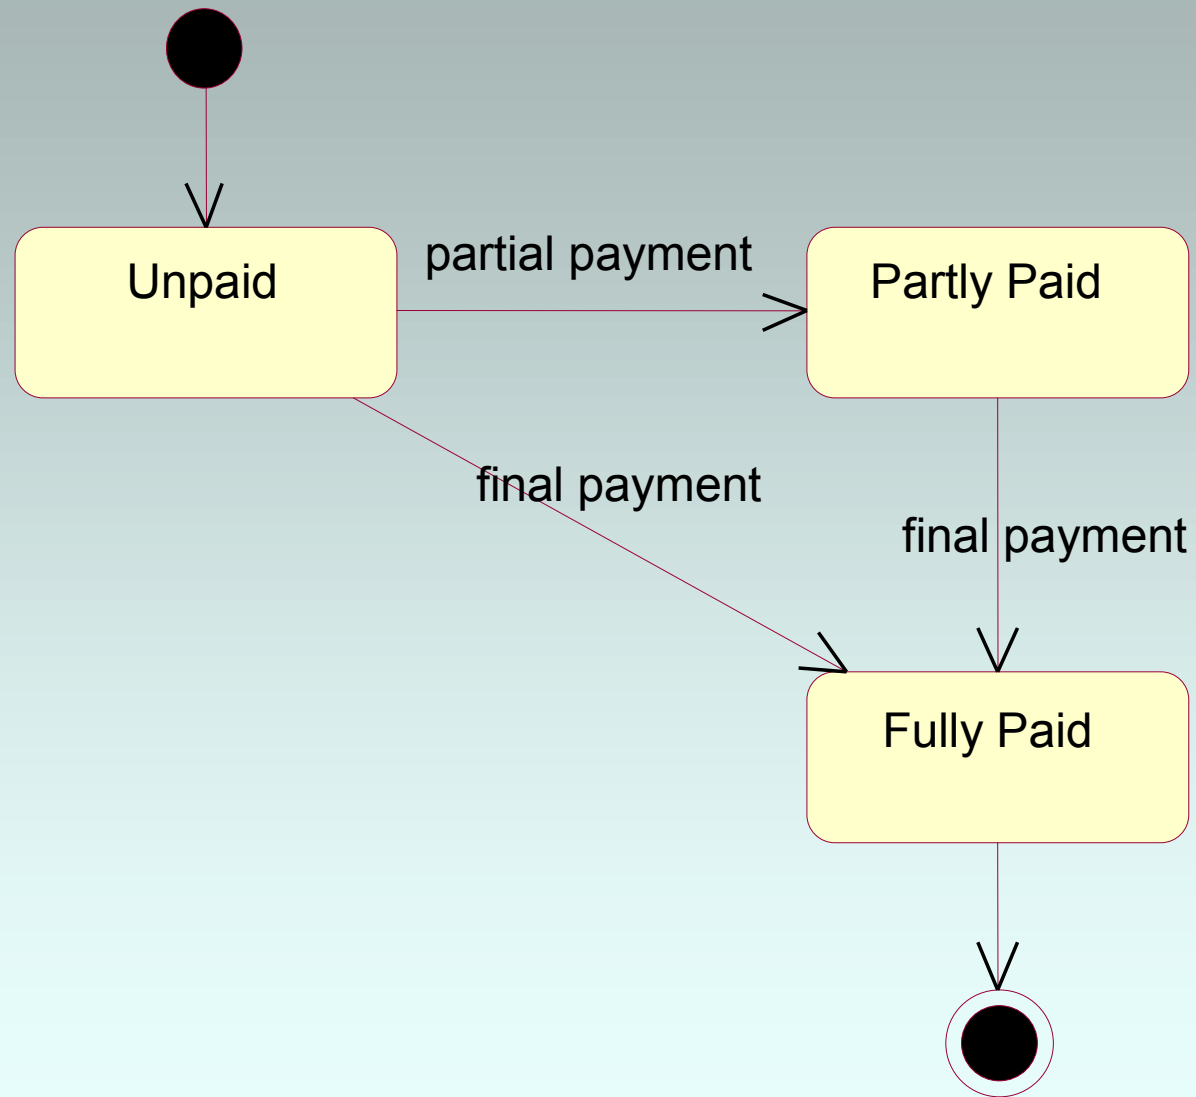 Unpaid
partial payment
Partly Paid
final payment
final payment
Fully Paid